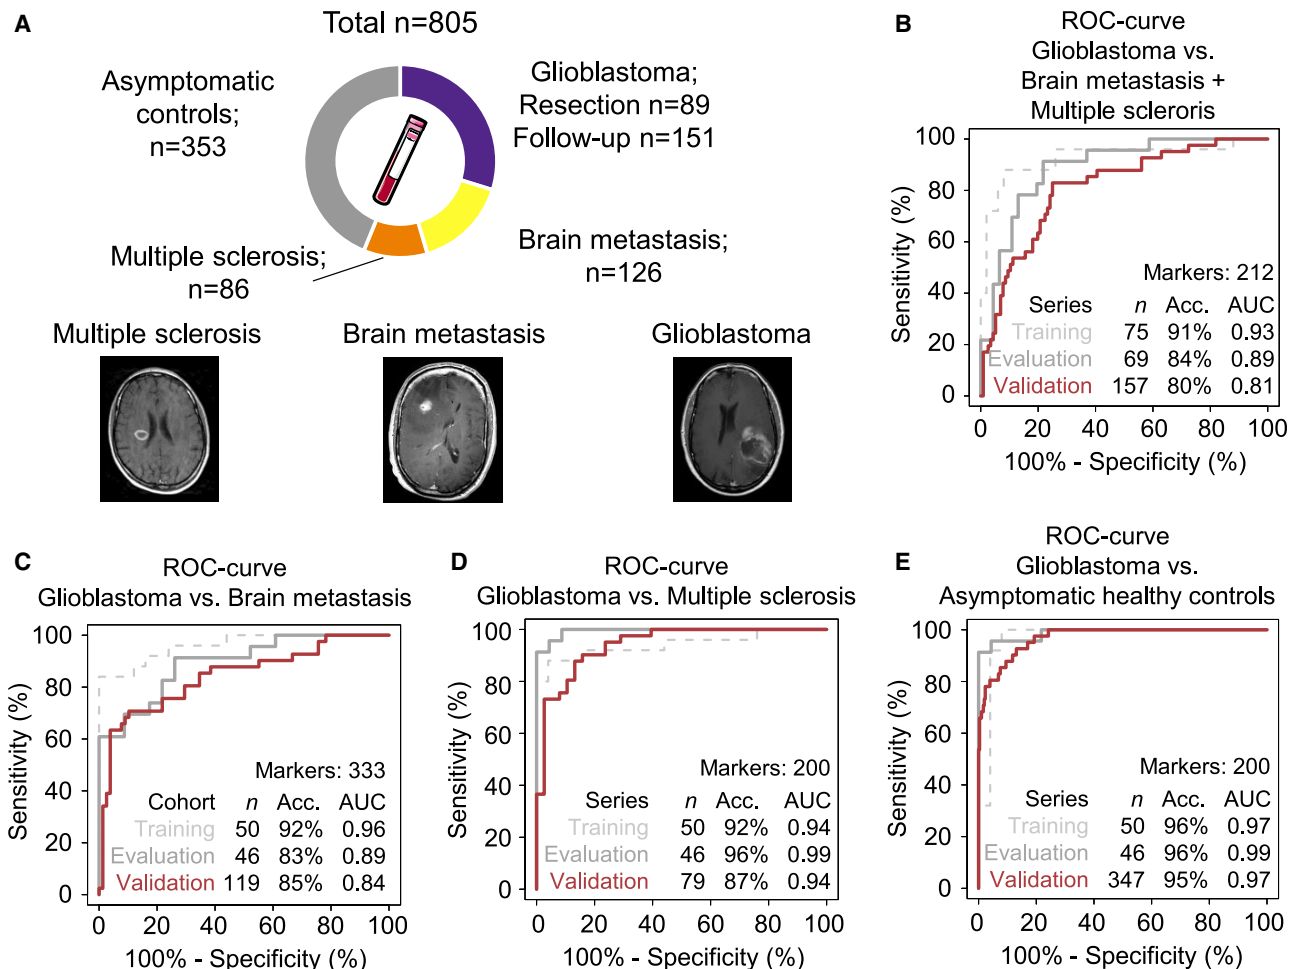 A
Total n=805
Asymptomatic
controls;
n=353
Glioblastoma;
Resection n=89
Follow-up n=151
Multiple sclerosis;
n=86
Brain metastasis;
n=126
Multiple sclerosis
Brain metastasis
Glioblastoma
B
ROC-curve
Glioblastoma vs.
Brain metastasis +
Multiple scleroris
Sensitivity (%)
100
80
60
40
20
0
Markers: 212
Series n Acc. AUC
Training 75 91% 0.93
Evaluation 69 84% 0.89
Validation 157 80% 0.81
0 20 40 60 80 100
100% - Specificity (%)
C
ROC-curve
Glioblastoma vs. Brain metastasis
Sensitivity (%)
100
80
60
40
20
0
Markers: 333
Cohort n Acc. AUC
Training 50 92% 0.96
Evaluation 46 83% 0.89
Validation 119 85% 0.84
0 20 40 60 80 100
100% - Specificity (%)
D
ROC-curve
Glioblastoma vs. Multiple sclerosis
Sensitivity (%)
100
80
60
40
20
0
Markers: 200
Series n Acc. AUC
Training 50 92% 0.94
Evaluation 46 96% 0.99
Validation 79 87% 0.94
0 20 40 60 80 100
100% - Specificity (%)
E
ROC-curve
Glioblastoma vs.
Asymptomatic healthy controls
Sensitivity (%)
100
80
60
40
20
0
Markers: 200
Series n Acc. AUC
Training 50 96% 0.97
Evaluation 46 96% 0.99
Validation 347 95% 0.97
0 20 40 60 80 100
100% - Specificity (%)